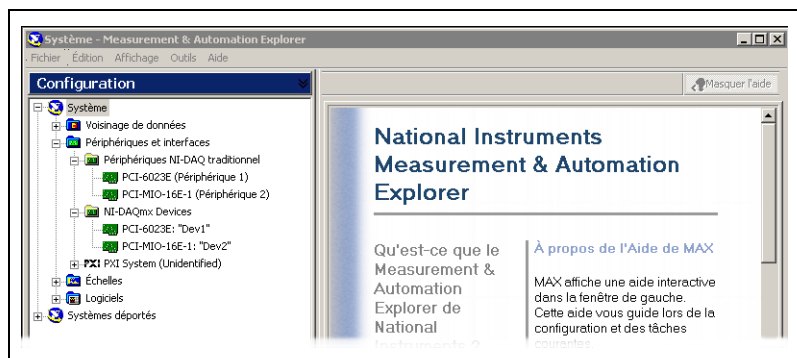 Système - Measurement & Automation Explorer
Fichier Édition Affichage Outils Aide
Configuration
Masquer l'aide
Système
Voisinage de données
Périphériques et interfaces
Périphériques NI-DAQ traditionnel
PCI-6023E (Périphérique 1)
PCI-MIO-16E-1 (Périphérique 2)
NI-DAQmx Devices
PCI-6023E: "Dev1"
PCI-MIO-16E-1: "Dev2"
PXI PXI System (Unidentified)
Échelles
Logiciels
Systèmes déportés
National Instruments
Measurement & Automation
Explorer
Qu'est-ce que le
Measurement &
Automation
Explorer de
National
Instruments ?
À propos de l'Aide de MAX
MAX affiche une aide interactive
dans la fenêtre de gauche.
Cette aide vous guide lors de la
configuration et des tâches
courantes.